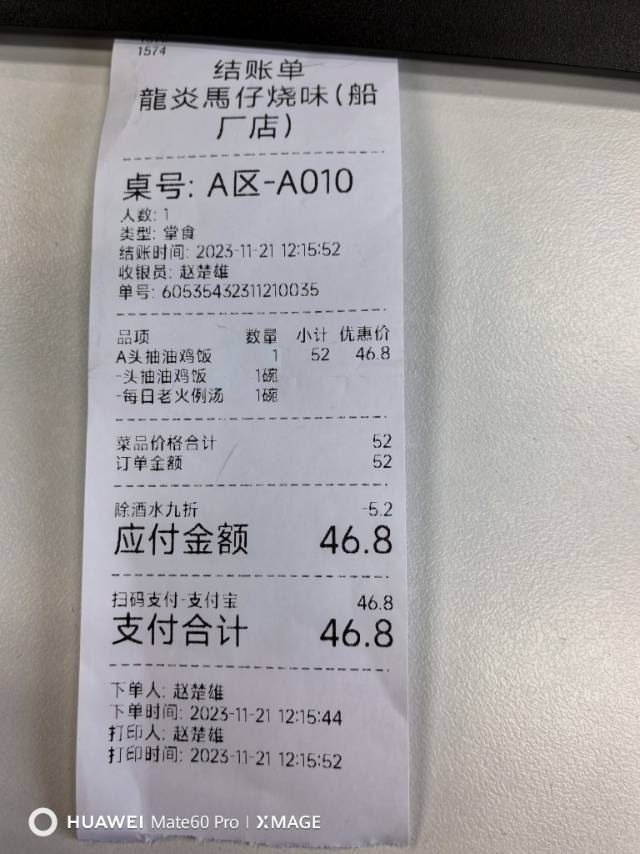 1574
结账单
龍炎馬仔烧味(船
厂店)
桌号: A区-A010
人数: 1
类型: 堂食
结账时间: 2023-11-21 12:15:52
收银员: 赵楚雄
单号: 60535432311210035
品项 数量 小计 优惠价
A头抽油鸡饭 1 52 46.8
-头抽油鸡饭 1碗
-每日老火例汤 1碗
菜品价格合计 52
订单金额 52
除酒水九折 -5.2
应付金额 46.8
扫码支付-支付宝 46.8
支付合计 46.8
下单人: 赵楚雄
下单时间: 2023-11-21 12:15:44
打印人: 赵楚雄
打印时间: 2023-11-21 12:15:52
HUAWEI Mate60 Pro | XMAGE